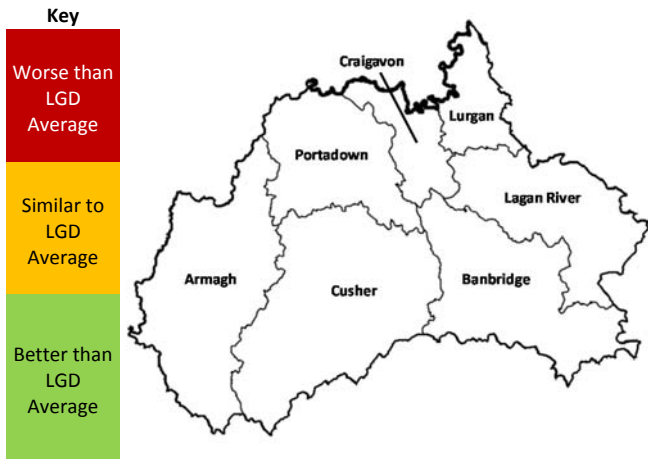 Key
Worse than
LGD
Average
Similar to
LGD
Average
Better than
LGD
Average
Craigavon
Lurgan
Portadown
Lagan River
Armagh
Cusher
Banbridge